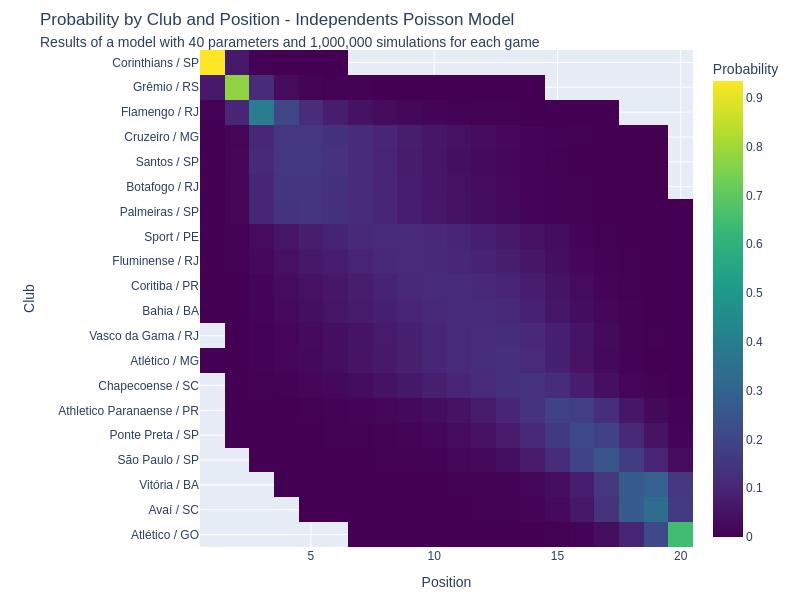 Probability by Club and Position - Independents Poisson Model
Results of a model with 40 parameters and 1,000,000 simulations for each game
Probability
Corinthians / SP
Grêmio / RS
Flamengo / RJ
Cruzeiro / MG
Santos / SP
Botafogo / RJ
Palmeiras / SP
Sport / PE
Fluminense / RJ
Coritiba / PR
Bahia / BA
Vasco da Gama / RJ
Atlético / MG
Chapecoense / SC
Athletico Paranaense / PR
Ponte Preta / SP
São Paulo / SP
Vitória / BA
Avaí / SC
Atlético / GO
Club
5 10 15 20
Position
0.9
0.8
0.7
0.6
0.5
0.4
0.3
0.2
0.1
0